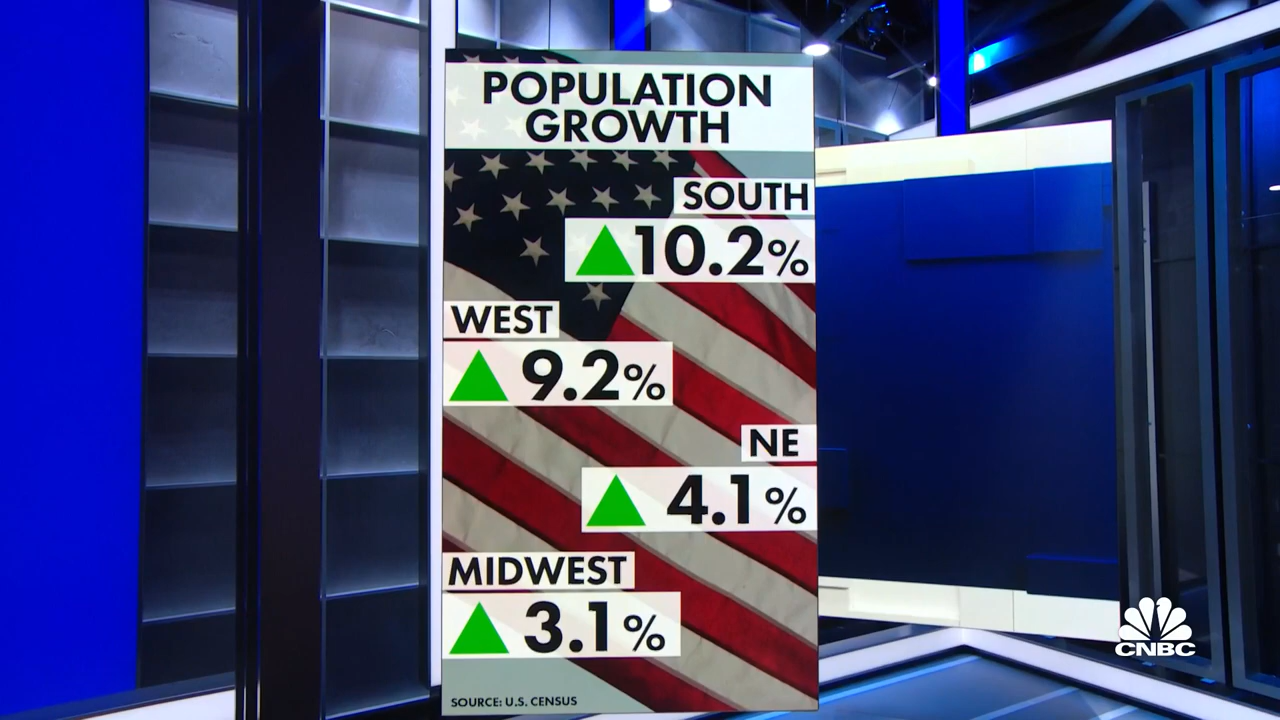 POPULATION
GROWTH
SOUTH
10.2%
WEST
9.2%
NE
4.1%
MIDWEST
3.1%
SOURCE: U.S. CENSUS
CNBC